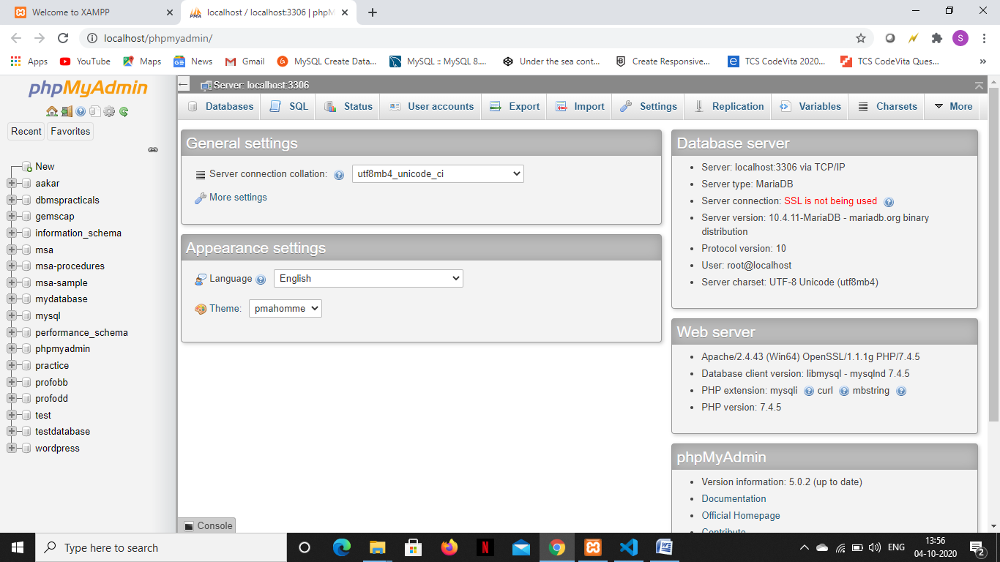 Welcome to XAMPP
localhost / localhost:3306 | phpM
localhost/phpmyadmin/
Apps YouTube Maps News Gmail MySQL Create Data... MySQL :: MySQL 8.... Under the sea cont... Create Responsive... TCS CodeVita 2020... TCS CodeVita Ques... »
phpMyAdmin
Recent Favorites
New
aakar
dbmspracticals
gemscap
information_schema
msa
msa-procedures
msa-sample
mydatabase
mysql
performance_schema
phpmyadmin
practice
profobb
profodd
test
testdatabase
wordpress
Server: localhost:3306
Databases SQL Status User accounts Export Import Settings Replication Variables Charsets More
General settings
Server connection collation: utf8mb4_unicode_ci
More settings
Appearance settings
Language English
Theme: pmahomme
Database server
Server: localhost:3306 via TCP/IP
Server type: MariaDB
Server connection: SSL is not being used
Server version: 10.4.11-MariaDB - mariadb.org binary
distribution
Protocol version: 10
User: root@localhost
Server charset: UTF-8 Unicode (utf8mb4)
Web server
Apache/2.4.43 (Win64) OpenSSL/1.1.1g PHP/7.4.5
Database client version: libmysql - mysqlnd 7.4.5
PHP extension: mysqli curl mbstring
PHP version: 7.4.5
phpMyAdmin
Version information: 5.0.2 (up to date)
Documentation
Official Homepage
Contribute
Console
Type here to search
ENG
13:56
04-10-2020
2